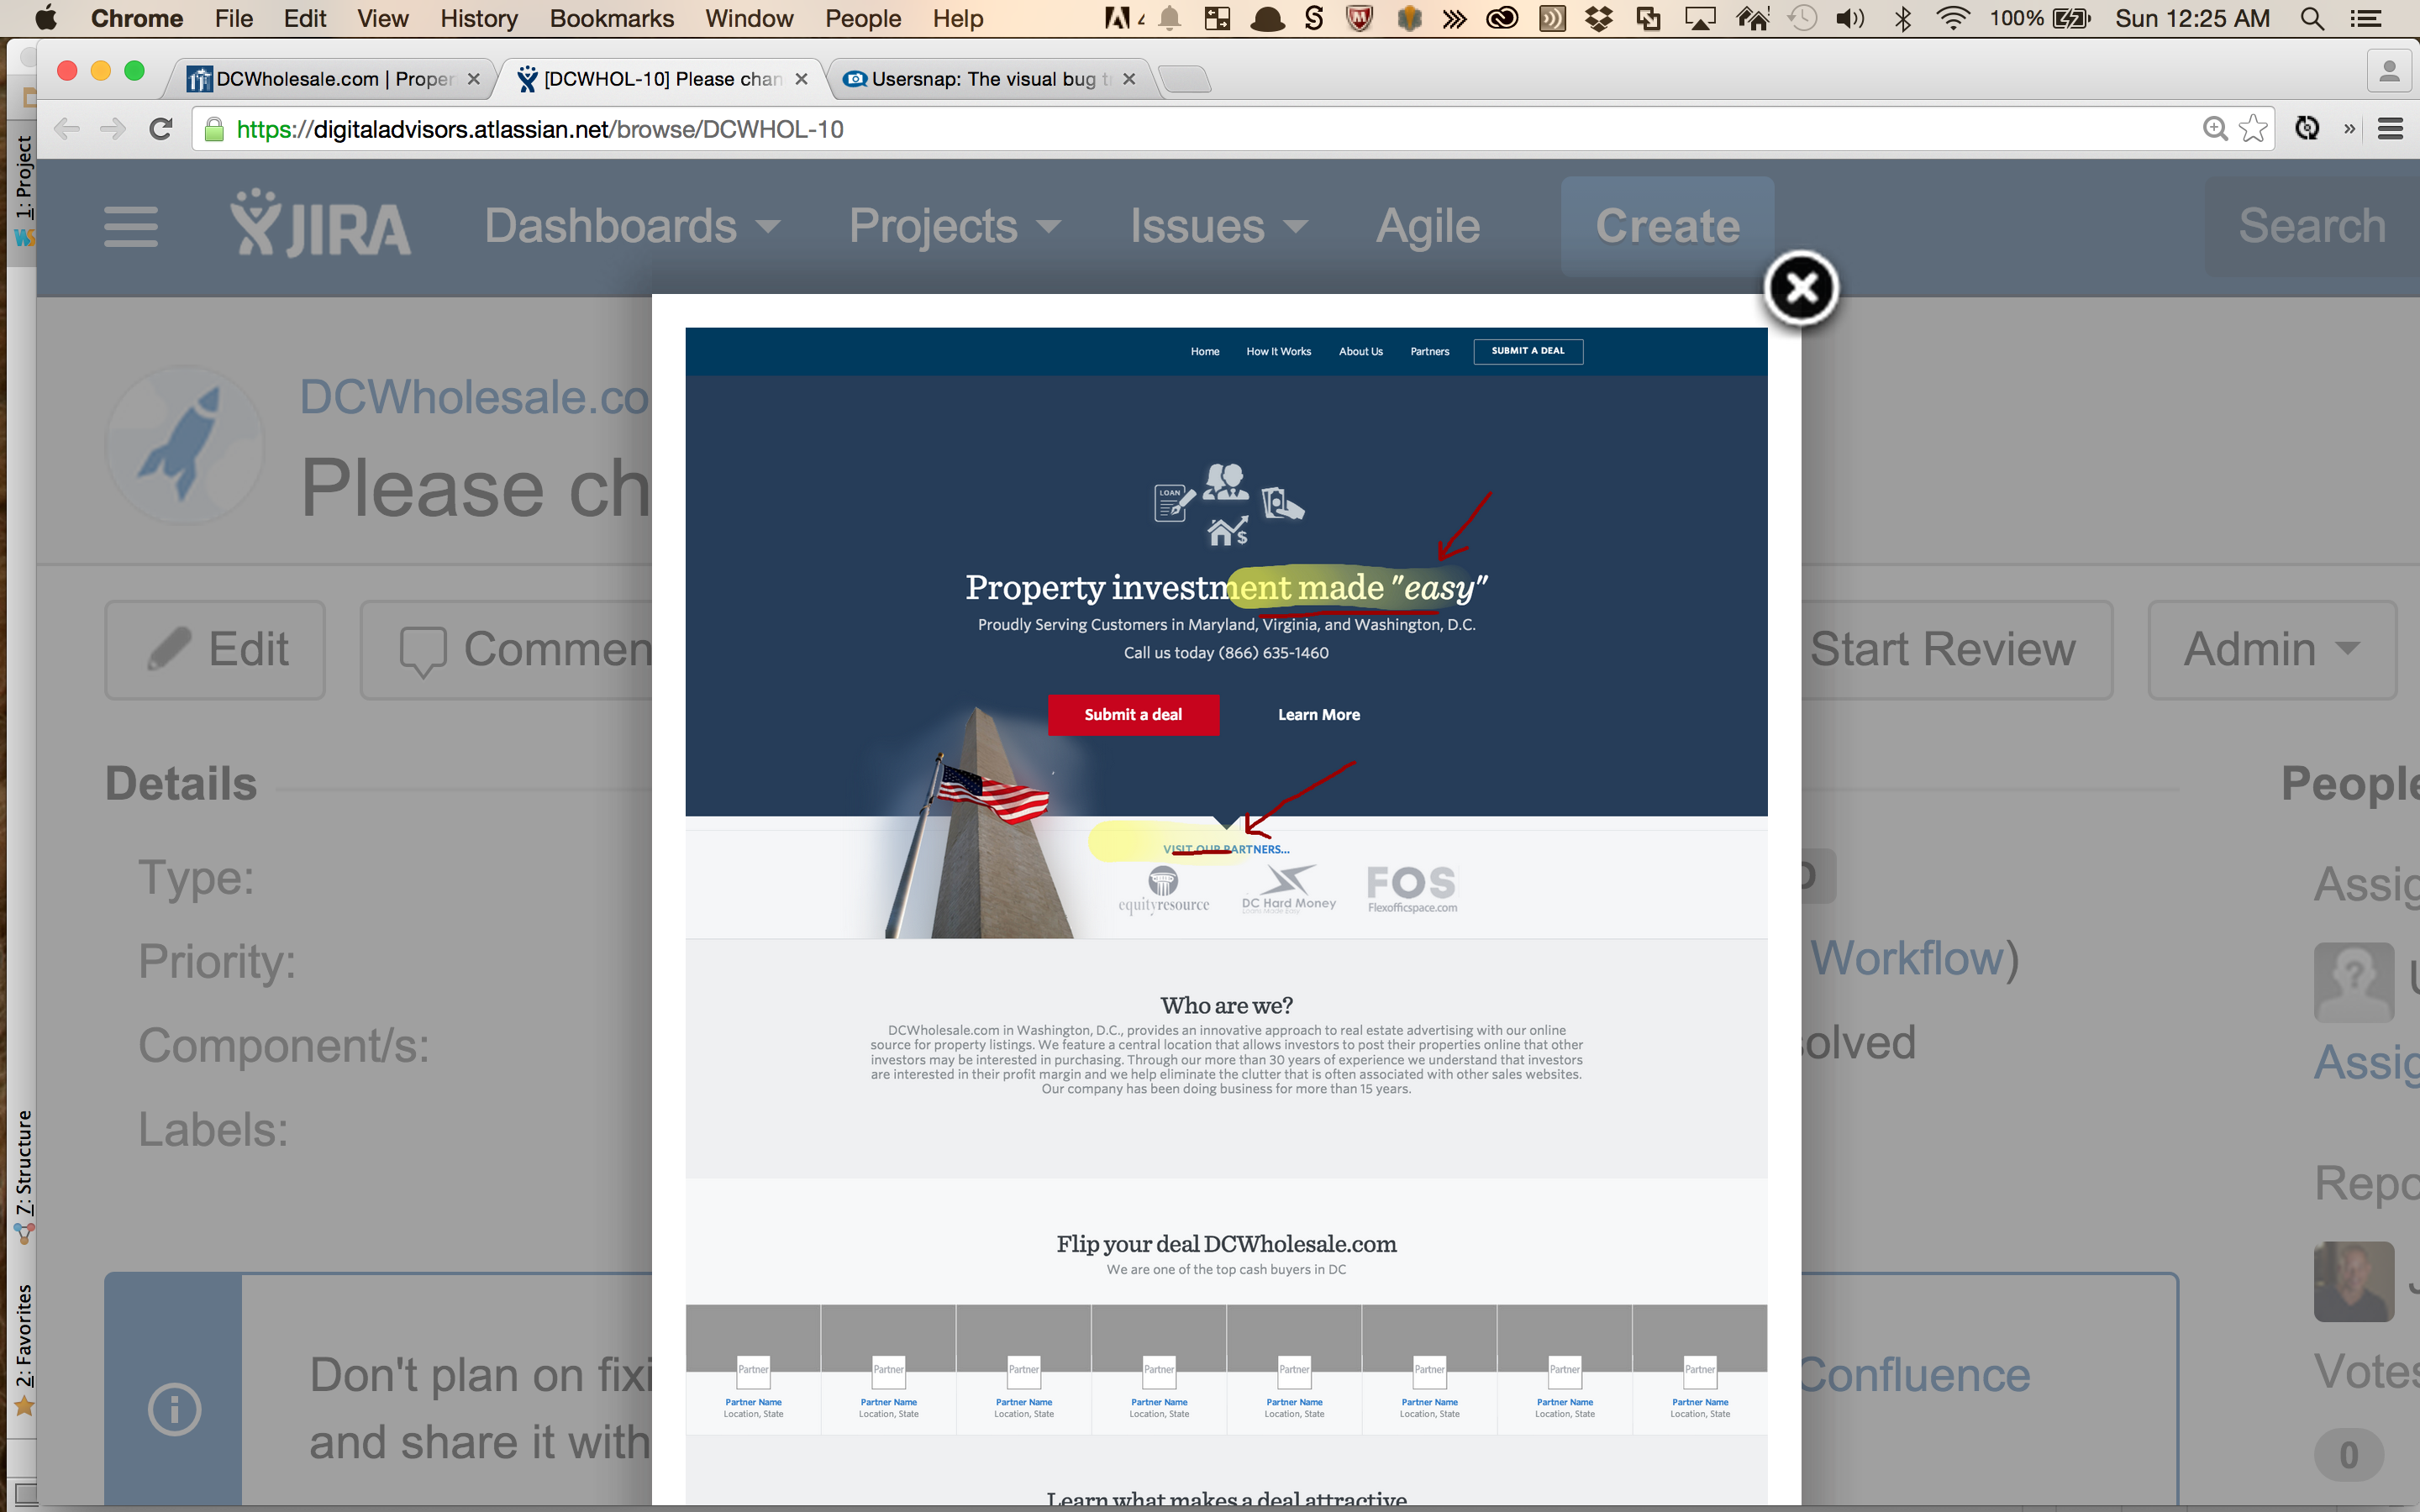 Chrome File Edit View History Bookmarks Window People Help 100% Sun 12:25 AM
DCWholesale.com | Proper [DCWHOL-10] Please chan Usersnap: The visual bug
https://digitaladvisors.atlassian.net/browse/DCWHOL-10
1: Project
7: Structure
2: Favorites
JIRA Dashboards Projects Issues Agile Create Search
DCWholesale.co
Please ch
Edit Commen Start Review Admin
Details People
Type:
Priority:
Component/s:
Labels:
Workflow)
solved
Assig
Assig
Repo
Votes
0
Don't plan on fixi Confluence
and share it with
Home How It Works About Us Partners SUBMIT A DEAL
LOAN
Property investment made "easy"
Proudly Serving Customers in Maryland, Virginia, and Washington, D.C.
Call us today (866) 635-1460
Submit a deal Learn More
VISIT OUR PARTNERS...
equityresource DC Hard Money FOS
Loans Made Easy Flexofficspace.com
Who are we?
DCWholesale.com in Washington, D.C., provides an innovative approach to real estate advertising with our online
source for property listings. We feature a central location that allows investors to post their properties online that other
investors may be interested in purchasing. Through our more than 30 years of experience we understand that investors
are interested in their profit margin and we help eliminate the clutter that is often associated with other sales websites.
Our company has been doing business for more than 15 years.
Flip your deal DCWholesale.com
We are one of the top cash buyers in DC
Partner Partner Partner Partner Partner Partner Partner Partner
Partner Name Partner Name Partner Name Partner Name Partner Name Partner Name Partner Name Partner Name
Location, State Location, State Location, State Location, State Location, State Location, State Location, State Location, State
Learn what makes a deal attractive